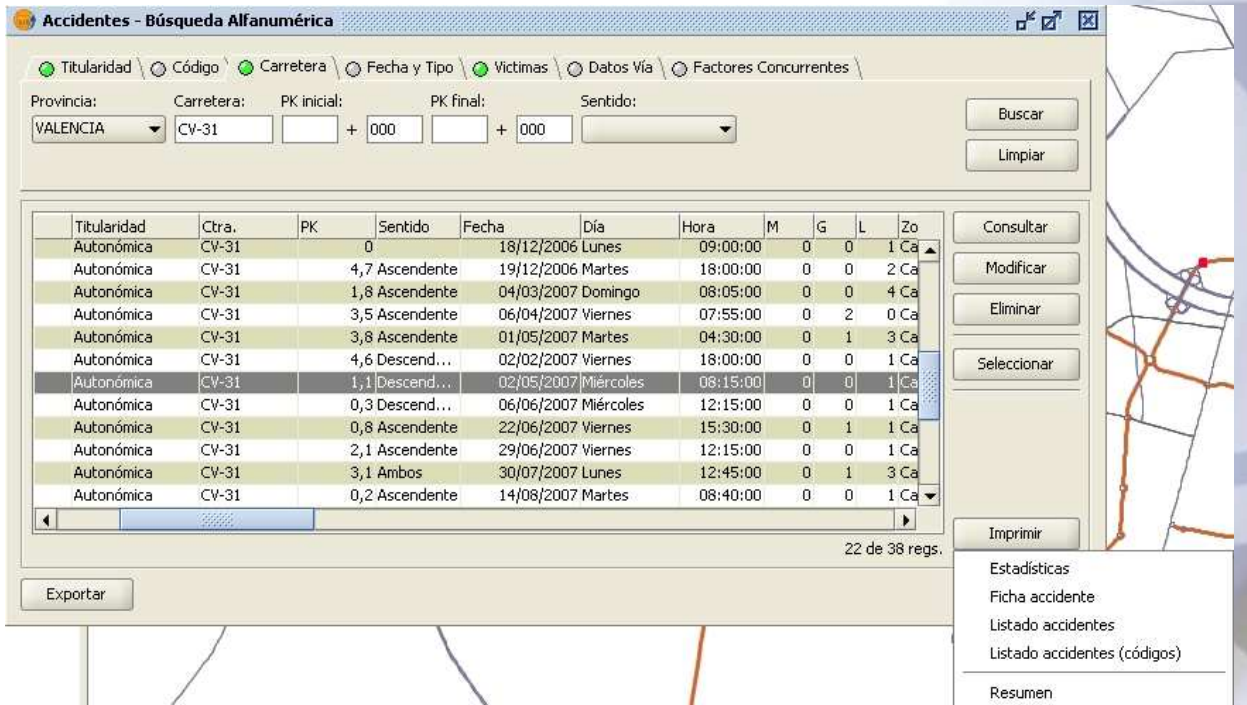 Accidentes - Búsqueda Alfanumérica
Titularidad Código Carretera Fecha y Tipo Victimas Datos Vía Factores Concurrentes
Provincia: Carretera: PK inicial: PK final: Sentido:
VALENCIA CV-31 + 000 + 000
Buscar
Limpiar
Titularidad Ctra. PK Sentido Fecha Día Hora M G L Zo
Autonómica CV-31 0 18/12/2006 Lunes 09:00:00 0 0 1 Ca
Autonómica CV-31 4,7 Ascendente 19/12/2006 Martes 18:00:00 0 0 2 Ca
Autonómica CV-31 1,8 Ascendente 04/03/2007 Domingo 08:05:00 0 0 4 Ca
Autonómica CV-31 3,5 Ascendente 06/04/2007 Viernes 07:55:00 0 2 0 Ca
Autonómica CV-31 3,8 Ascendente 01/05/2007 Martes 04:30:00 0 1 3 Ca
Autonómica CV-31 4,6 Descend... 02/02/2007 Viernes 18:00:00 0 0 1 Ca
Autonómica CV-31 1,1 Descend... 02/05/2007 Miércoles 08:15:00 0 0 1 Ca
Autonómica CV-31 0,3 Descend... 06/06/2007 Miércoles 12:15:00 0 0 1 Ca
Autonómica CV-31 0,8 Ascendente 22/06/2007 Viernes 15:30:00 0 1 1 Ca
Autonómica CV-31 2,1 Ascendente 29/06/2007 Viernes 12:15:00 0 0 1 Ca
Autonómica CV-31 3,1 Ambos 30/07/2007 Lunes 12:45:00 0 1 3 Ca
Autonómica CV-31 0,2 Ascendente 14/08/2007 Martes 08:40:00 0 0 1 Ca
Consultar
Modificar
Eliminar
Seleccionar
Imprimir
22 de 38 regs.
Exportar
Estadísticas
Ficha accidente
Listado accidentes
Listado accidentes (códigos)
Resumen